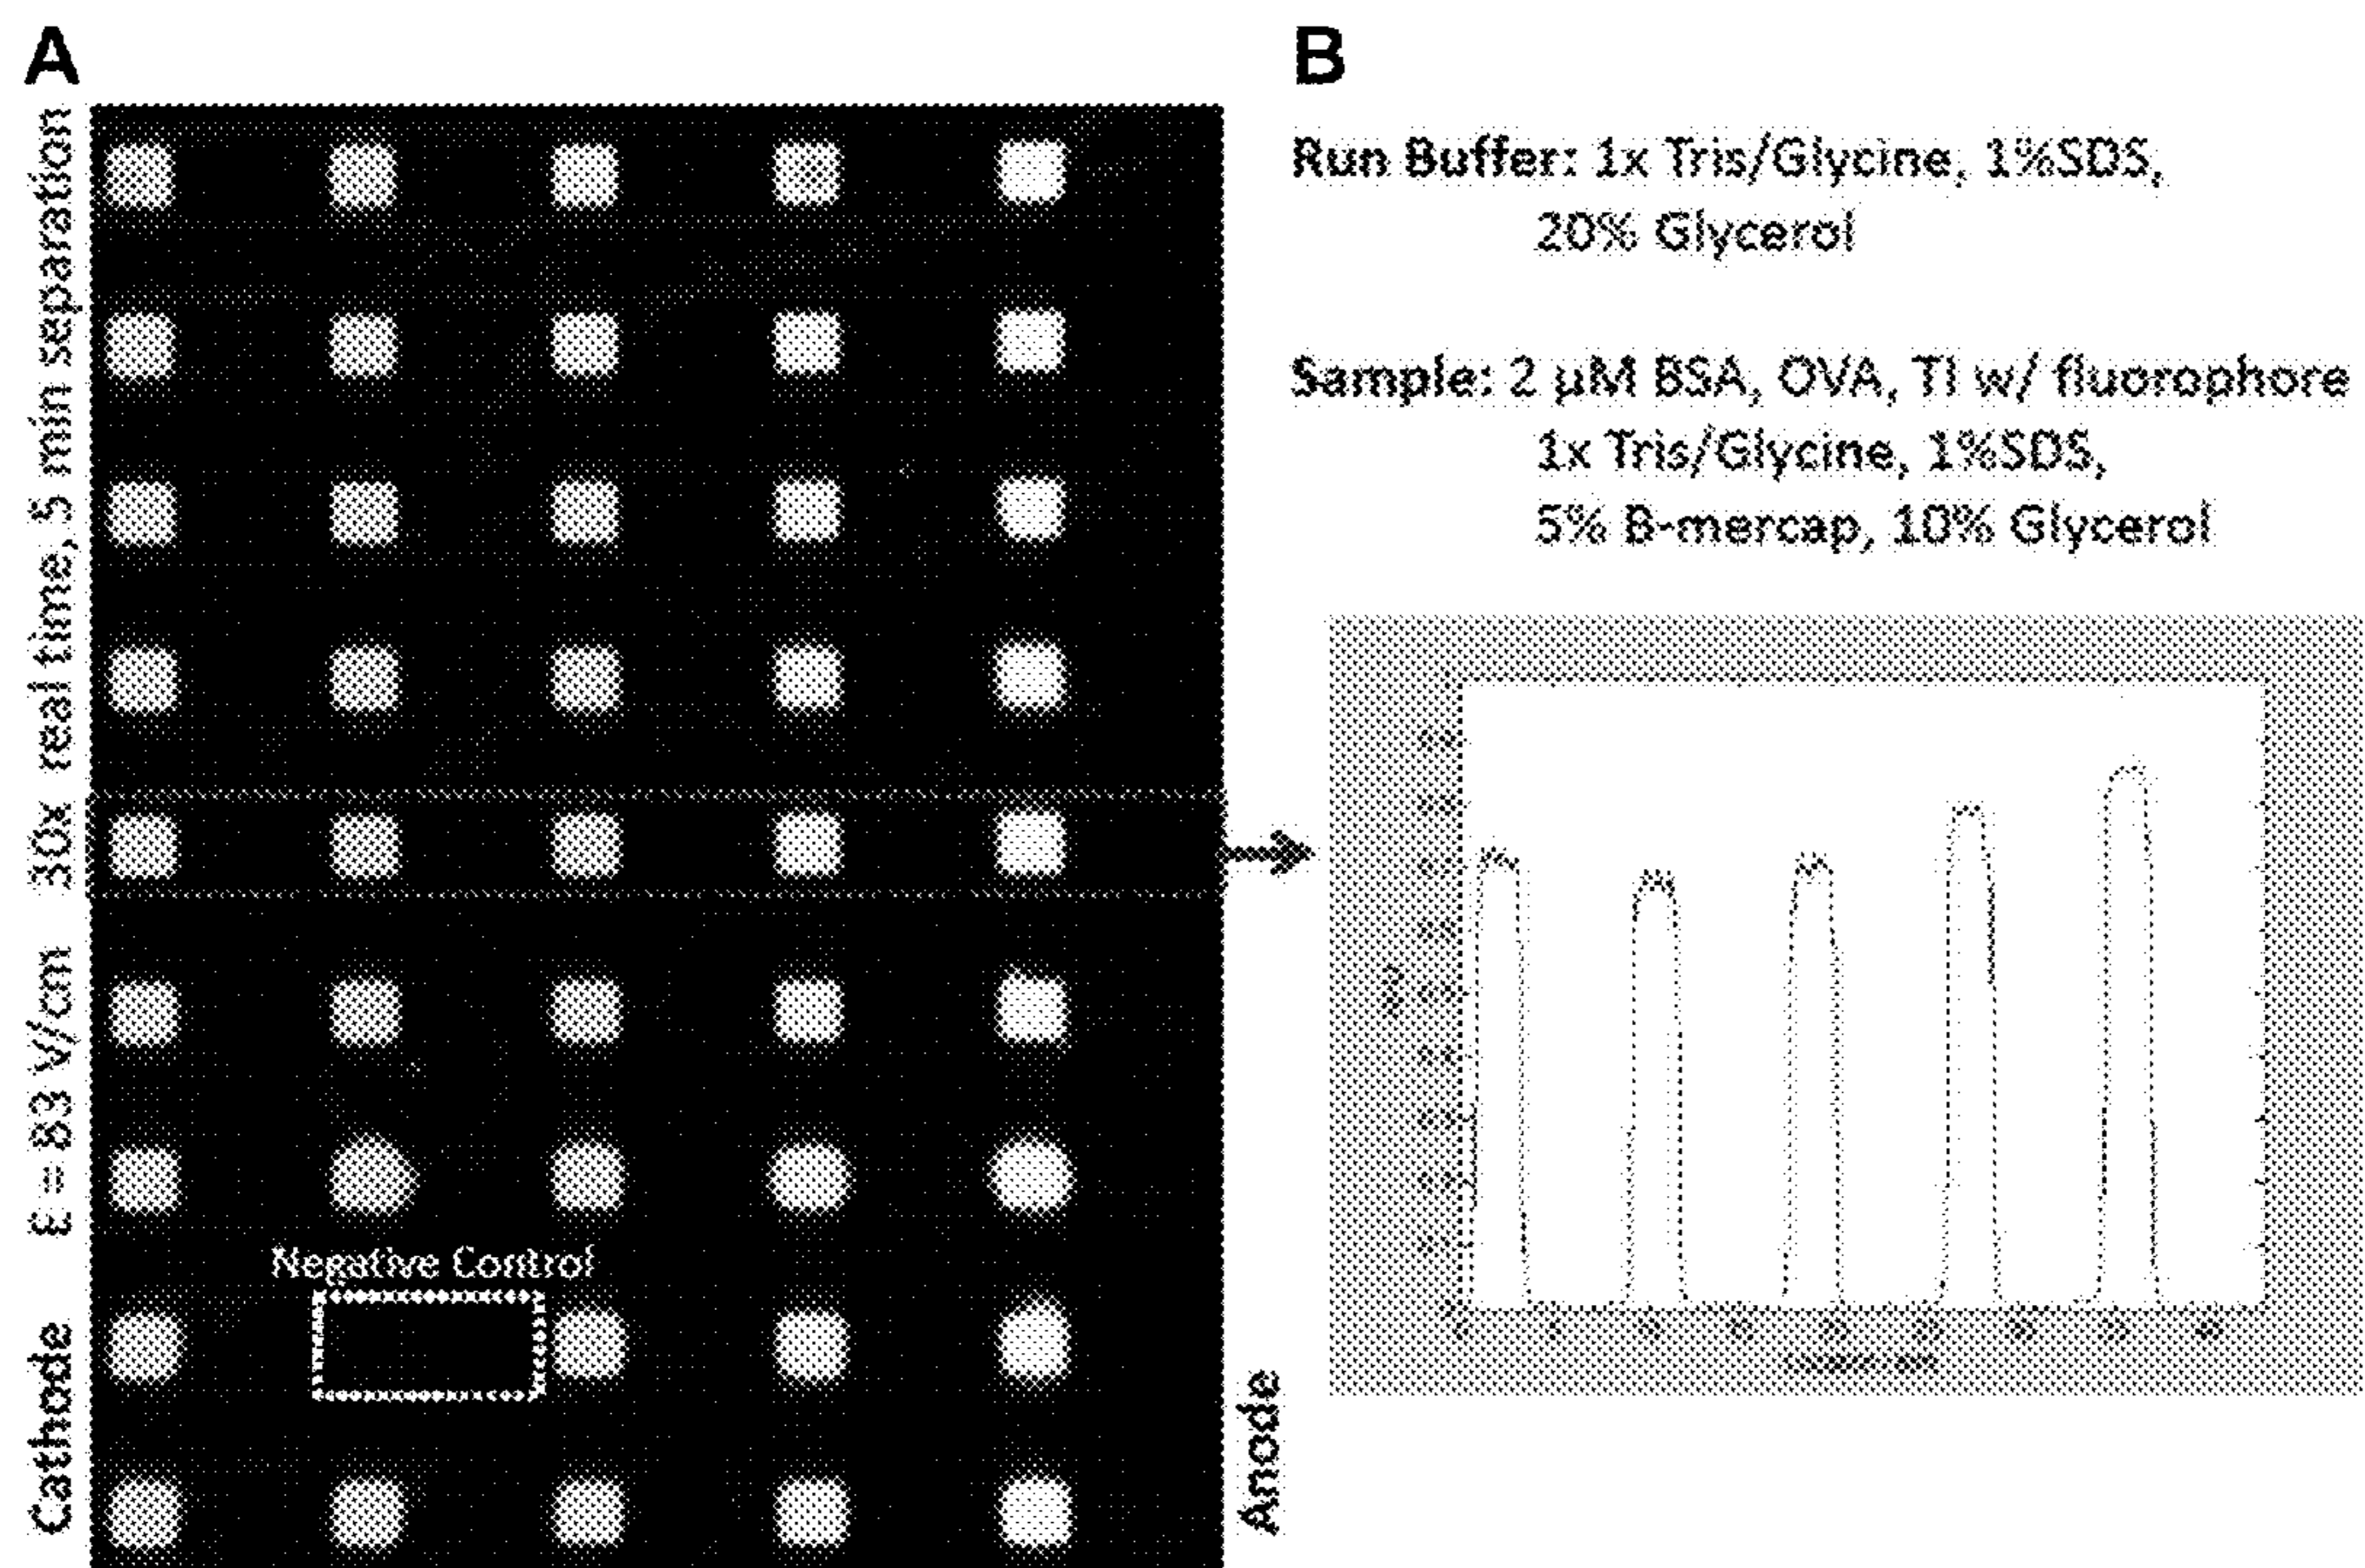 A
30x real time, 5 min separation
E = 83 V/cm
Cathode
Negative Control
Anode
B
Run Buffer: 1x Tris/Glycine, 1%SDS,
20% Glycerol
Sample: 2 µM BSA, OVA, TI w/ fluorophore
1x Tris/Glycine, 1%SDS,
5% B-mercap, 10% Glycerol